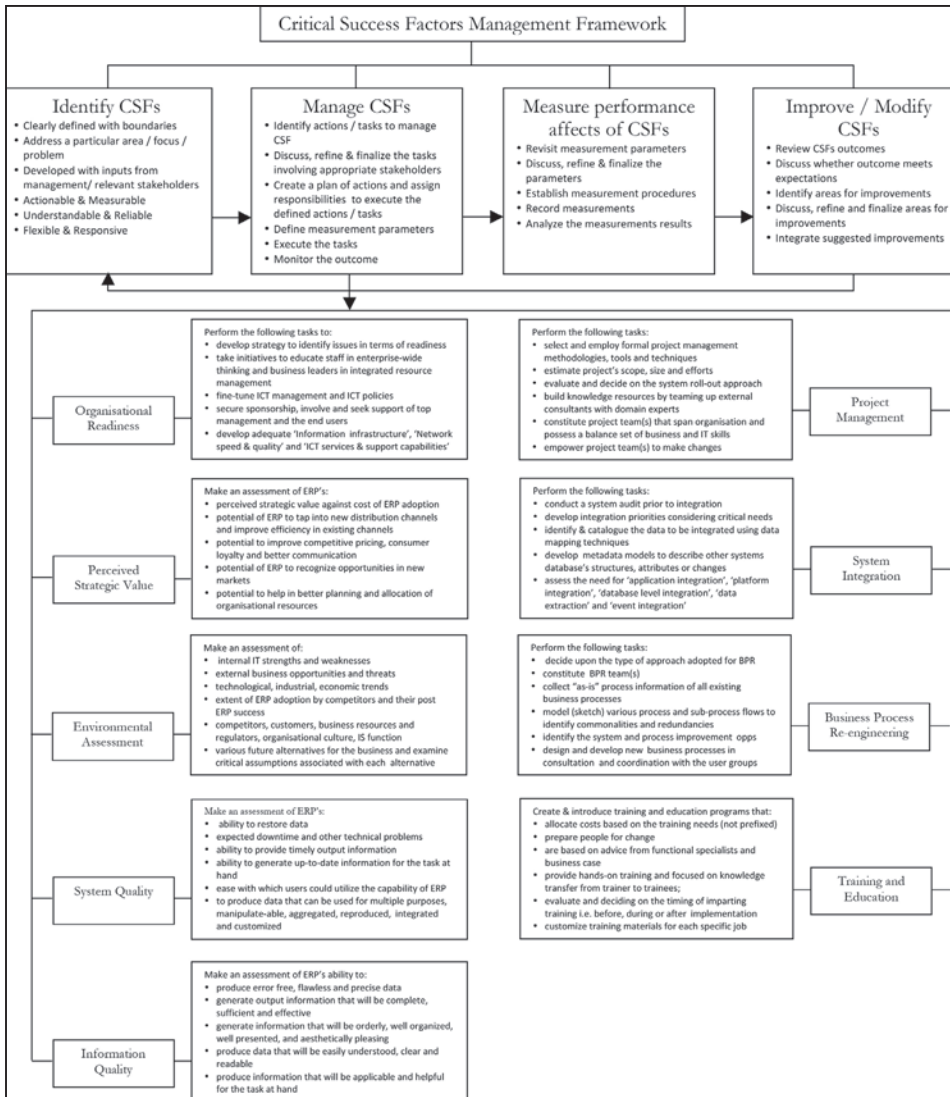 Critical Success Factors Management Framework
Identify CSFs
• Clearly defined with boundaries
• Address a particular area / focus /
problem
• Developed with inputs from
management/ relevant stakeholders
• Actionable & Measurable
• Understandable & Reliable
• Flexible & Responsive
Manage CSFs
• Identify actions / tasks to manage
CSF
• Discuss, refine & finalize the tasks
involving appropriate stakeholders
• Create a plan of actions and assign
responsibilities to execute the
defined actions / tasks
• Define measurement parameters
• Execute the tasks
• Monitor the outcome
Measure performance
affects of CSFs
• Revisit measurement parameters
• Discuss, refine & finalize the
parameters
• Establish measurement procedures
• Record measurements
• Analyze the measurements results
Improve / Modify
CSFs
• Review CSFs outcomes
• Discuss whether outcome meets
expectations
• Identify areas for improvements
• Discuss, refine and finalize areas for
improvements
• Integrate suggested improvements
Organisational
Readiness
Perform the following tasks to:
• develop strategy to identify issues in terms of readiness
• take initiatives to educate staff in enterprise-wide
thinking and business leaders in integrated resource
management
• fine-tune ICT management and ICT policies
• secure sponsorship, involve and seek support of top
management and the end users
• develop adequate 'Information infrastructure', 'Network
speed & quality' and 'ICT services & support capabilities'
Perform the following tasks:
• select and employ formal project management
methodologies, tools and techniques
• estimate project's scope, size and efforts
• evaluate and decide on the system roll-out approach
• build knowledge resources by teaming up external
consultants with domain experts
• constitute project team(s) that span organisation and
possess a balance set of business and IT skills
• empower project team(s) to make changes
Project
Management
Perceived
Strategic Value
Make an assessment of ERP's:
• perceived strategic value against cost of ERP adoption
• potential of ERP to tap into new distribution channels
and improve efficiency in existing channels
• potential to improve competitive pricing, consumer
loyalty and better communication
• potential of ERP to recognize opportunities in new
markets
• potential to help in better planning and allocation of
organisational resources
Perform the following tasks:
• conduct a system audit prior to integration
• develop integration priorities considering critical needs
• identify & catalogue the data to be integrated using data
mapping techniques
• develop metadata models to describe other systems
database's structures, attributes or changes
• assess the need for 'application integration', 'platform
integration', 'database level integration', 'data
extraction' and 'event integration'
System
Integration
Environmental
Assessment
Make an assessment of:
• internal IT strengths and weaknesses
• external business opportunities and threats
• technological, industrial, economic trends
• extent of ERP adoption by competitors and their post
ERP success
• competitors, customers, business resources and
regulators, organisational culture, IS function
• various future alternatives for the business and examine
critical assumptions associated with each alternative
Perform the following tasks:
• decide upon the type of approach adopted for BPR
• constitute BPR team(s)
• collect "as-is" process information of all existing
business processes
• model (sketch) various process and sub-process flows to
identify commonalities and redundancies
• identify the system and process improvement opps
• design and develop new business processes in
consultation and coordination with the user groups
Business Process
Re-engineering
System Quality
Make an assessment of ERP's:
• ability to restore data
• expected downtime and other technical problems
• ability to provide timely output information
• ability to generate up-to-date information for the task at
hand
• ease with which users could utilize the capability of ERP
• to produce data that can be used for multiple purposes,
manipulate-able, aggregated, reproduced, integrated
and customized
Create & introduce training and education programs that:
• allocate costs based on the training needs (not prefixed)
• prepare people for change
• are based on advice from functional specialists and
business case
• provide hands-on training and focused on knowledge
transfer from trainer to trainees;
• evaluate and deciding on the timing of imparting
training i.e. before, during or after implementation
• customize training materials for each specific job
Training and
Education
Information
Quality
Make an assessment of ERP's ability to:
• produce error free, flawless and precise data
• generate output information that will be complete,
sufficient and effective
• generate information that will be orderly, well organized,
well presented, and aesthetically pleasing
• produce data that will be easily understood, clear and
readable
• produce information that will be applicable and helpful
for the task at hand